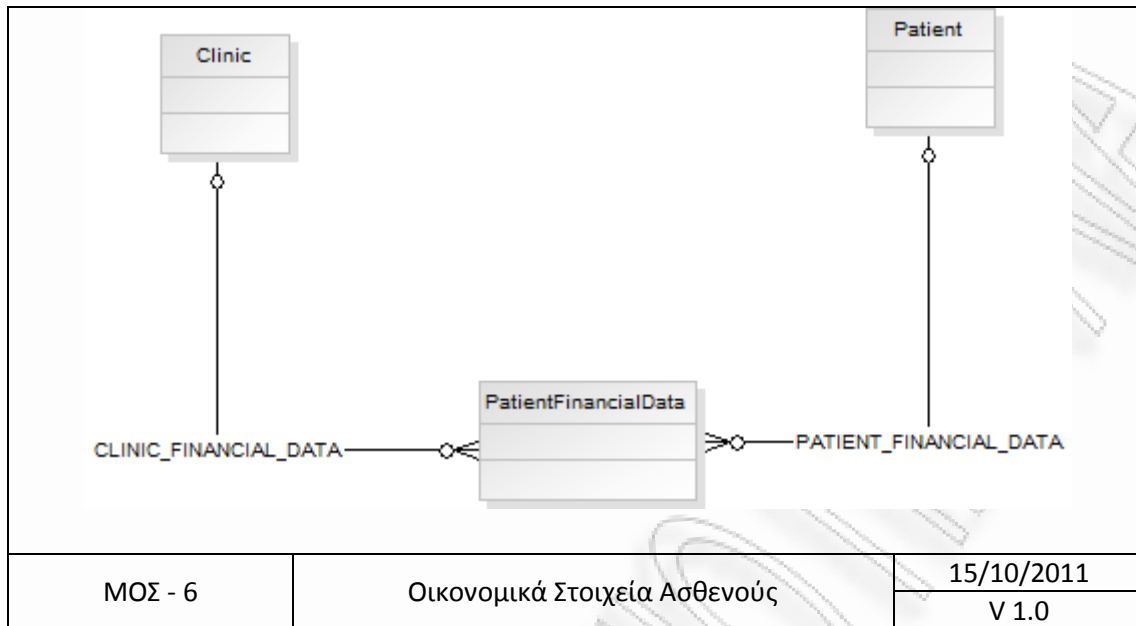 Clinic
Patient
PatientFinancialData
CLINIC_FINANCIAL_DATA
PATIENT_FINANCIAL_DATA
ΜΟΣ - 6
Οικονομικά Στοιχεία Ασθενούς
15/10/2011
V 1.0